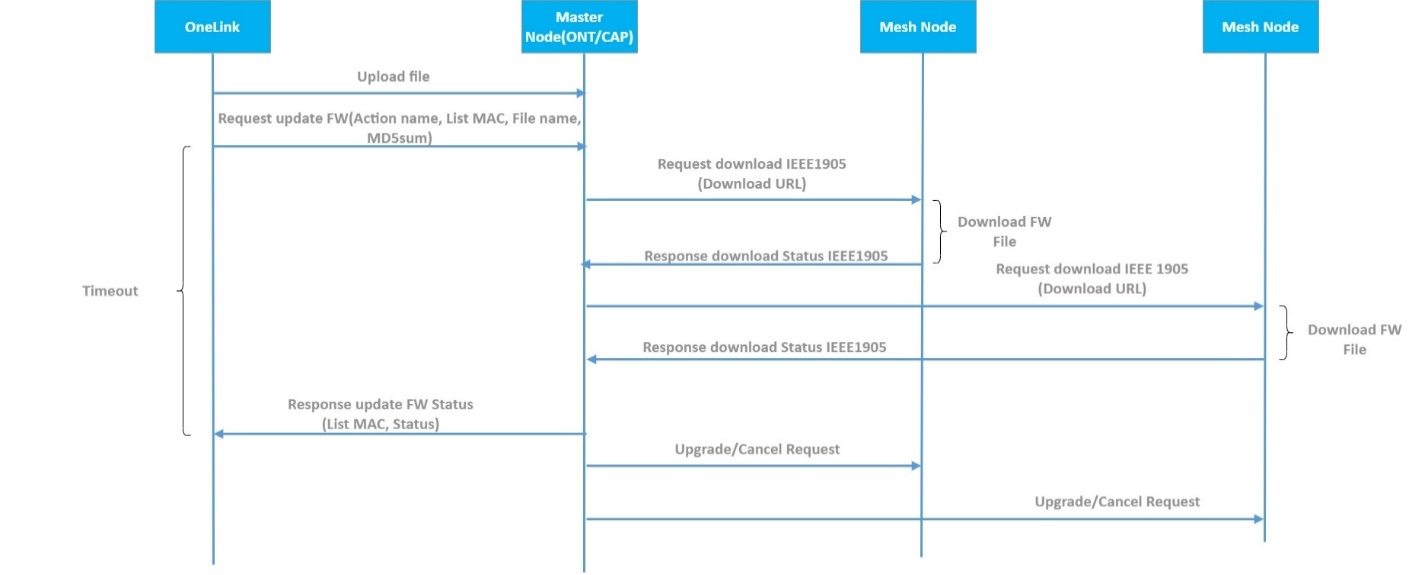 OneLink
Master
Node(ONT/CAP)
Mesh Node
Mesh Node
Upload file
Request update FW(Action name, List MAC, File name,
MD5sum)
Request download IEEE1905
(Download URL)
Download FW
File
Response download Status IEEE1905
Request download IEEE 1905
(Download URL)
Timeout
Download FW
File
Response download Status IEEE1905
Response update FW Status
(List MAC, Status)
Upgrade/Cancel Request
Upgrade/Cancel Request